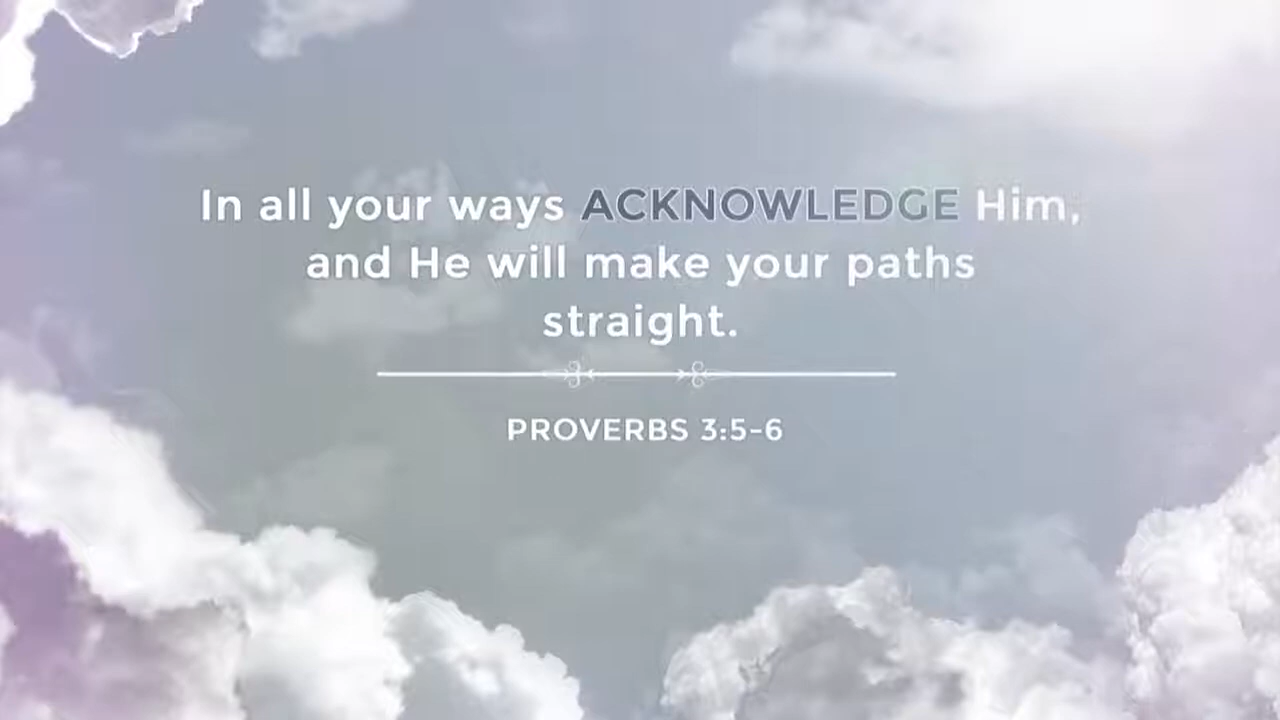 In all your ways ACKNOWLEDGE Him,
and He will make your paths
straight.
PROVERBS 3:5-6